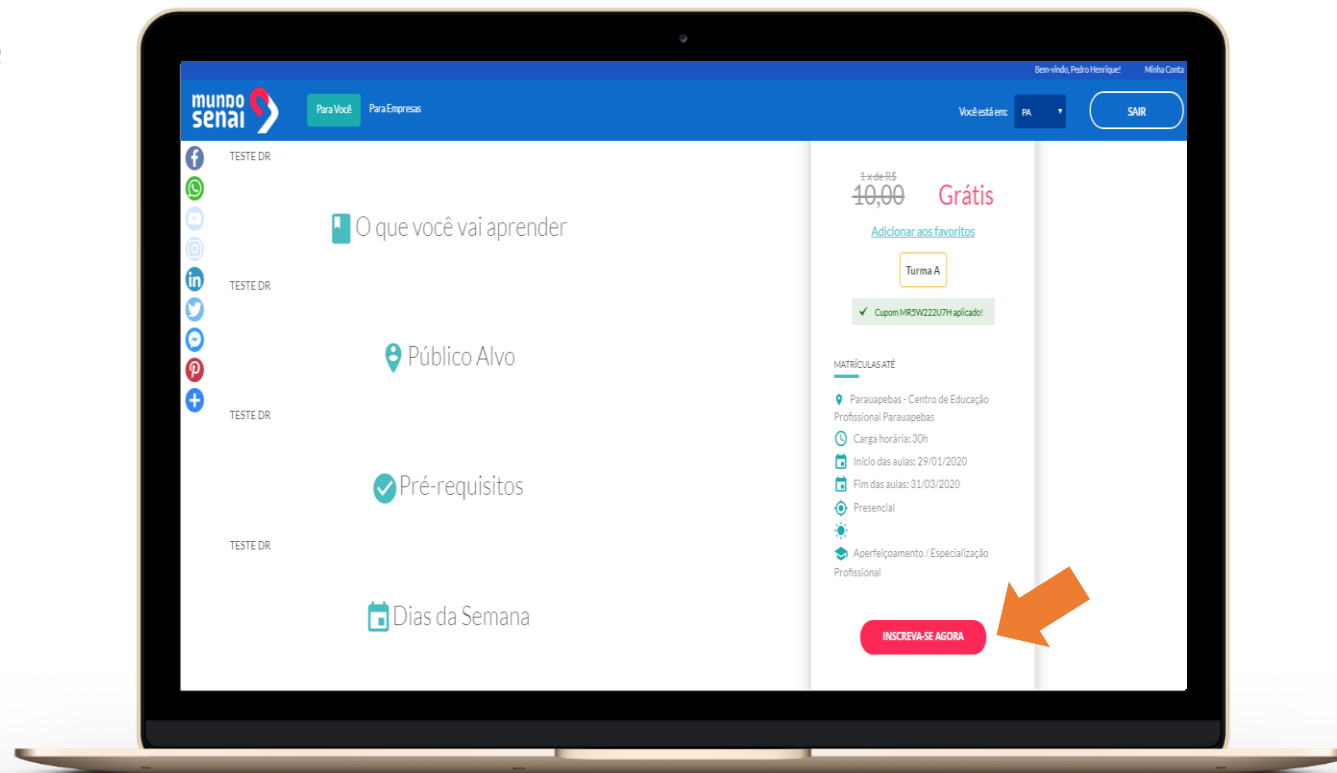 Bem-vindo, Pedro Henrique! Minha Conta
mundo
senai
Para Você Para Empresas
Você está em: PA SAIR
TESTE DR
O que você vai aprender
TESTE DR
Público Alvo
TESTE DR
Pré-requisitos
TESTE DR
Dias da Semana
1 x de R$
10,00 Grátis
Adicionar aos favoritos
Turma A
Cupom MR5W222U7H aplicado!
MATRÍCULAS ATÉ
Parauapebas - Centro de Educação
Profissional Parauapebas
Carga horária: 30h
Início das aulas: 29/01/2020
Fim das aulas: 31/03/2020
Presencial
Aperfeiçoamento / Especialização
Profissional
INSCREVA-SE AGORA